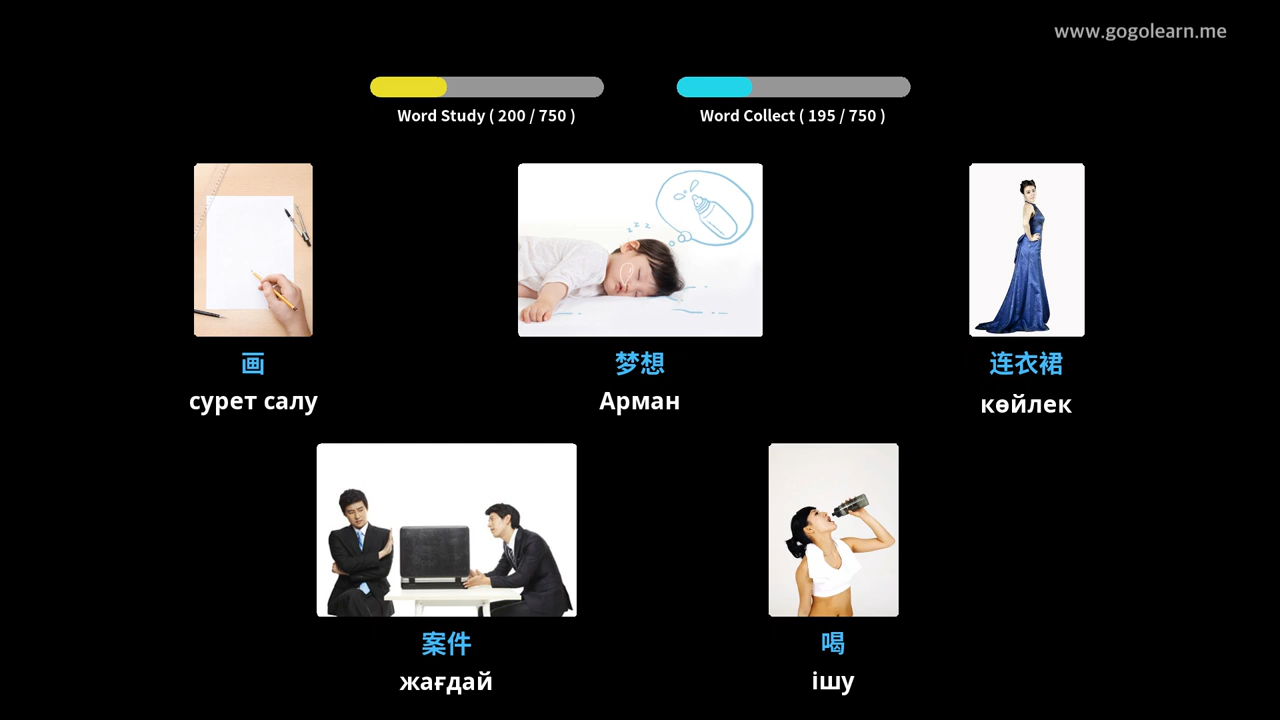 www.gogolearn.me
Word Study ( 200 / 750 )
Word Collect ( 195 / 750 )
画
сурет салу
梦想
Арман
连衣裙
көйлек
案件
жағдай
喝
ішу